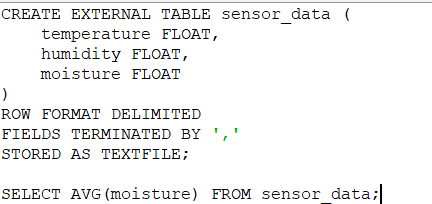 CREATE EXTERNAL TABLE sensor_data (
    temperature FLOAT,
    humidity FLOAT,
    moisture FLOAT
)
ROW FORMAT DELIMITED
FIELDS TERMINATED BY ','
STORED AS TEXTFILE;

SELECT AVG(moisture) FROM sensor_data;